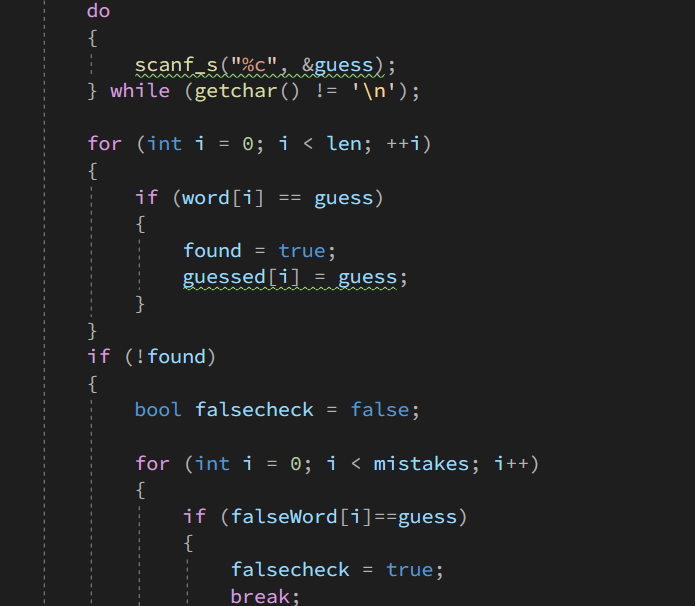 do
{
scanf_s("%c", &guess);
} while (getchar() != '\n');
for (int i = 0; i < len; ++i)
{
if (word[i] == guess)
{
found = true;
guessed[i] = guess;
}
}
if (!found)
{
bool falsecheck = false;
for (int i = 0; i < mistakes; i++)
{
if (falseWord[i]==guess)
{
falsecheck = true;
break;